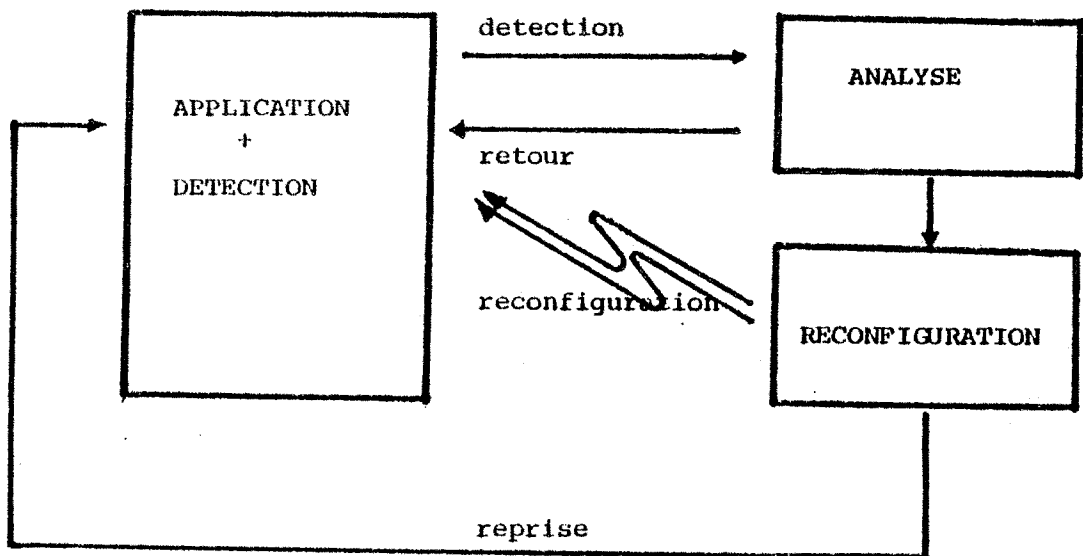 detection
ANALYSE
APPLICATION
+
DETECTION
retour
reconfiguration
RECONFIGURATION
reprise